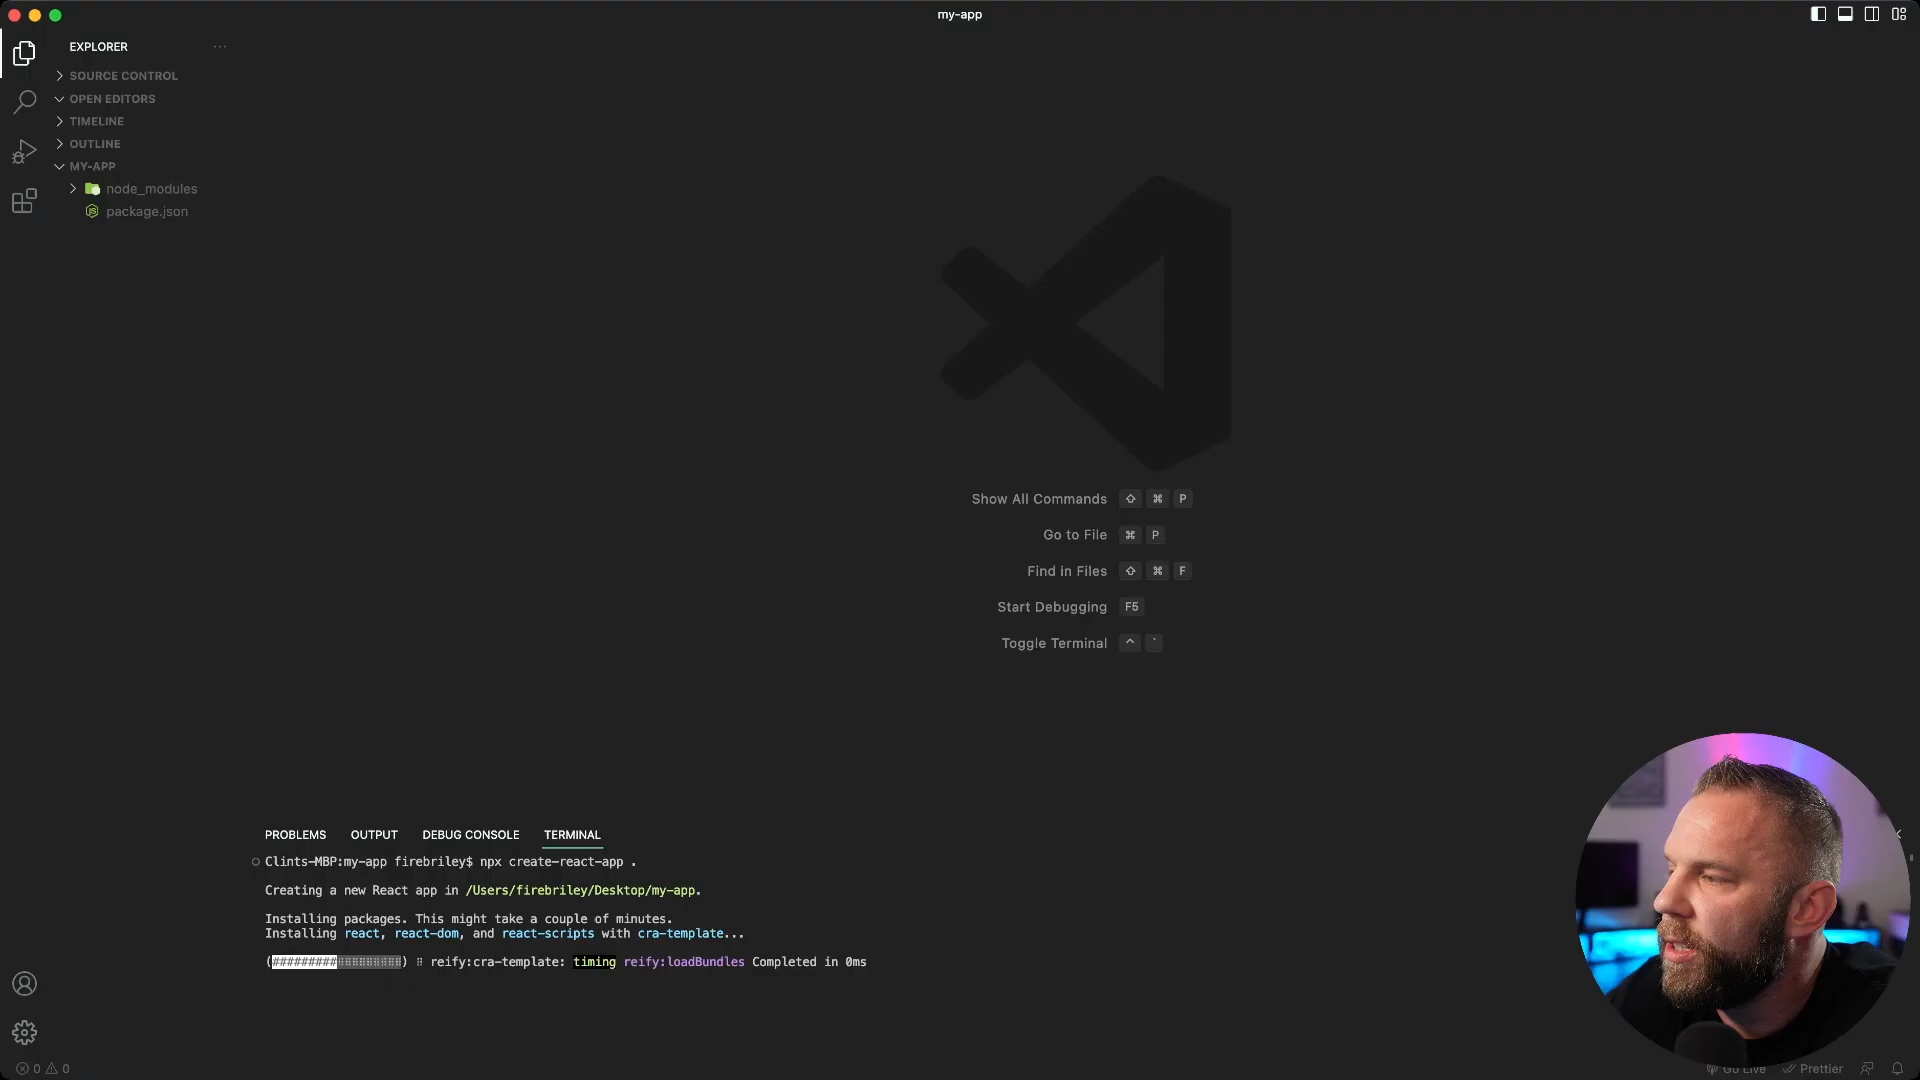 my-app
EXPLORER
SOURCE CONTROL
OPEN EDITORS
TIMELINE
OUTLINE
MY-APP
node_modules
package.json
Show All Commands ⇧ ⌘ P
Go to File ⌘ P
Find in Files ⇧ ⌘ F
Start Debugging F5
Toggle Terminal ^ `
PROBLEMS OUTPUT DEBUG CONSOLE TERMINAL
Clints-MBP:my-app firebriley$ npx create-react-app .
Creating a new React app in /Users/firebriley/Desktop/my-app.
Installing packages. This might take a couple of minutes.
Installing react, react-dom, and react-scripts with cra-template...
(##################) ⠏ reify:cra-template: timing reify:loadBundles Completed in 0ms
0 0
Go Live Prettier